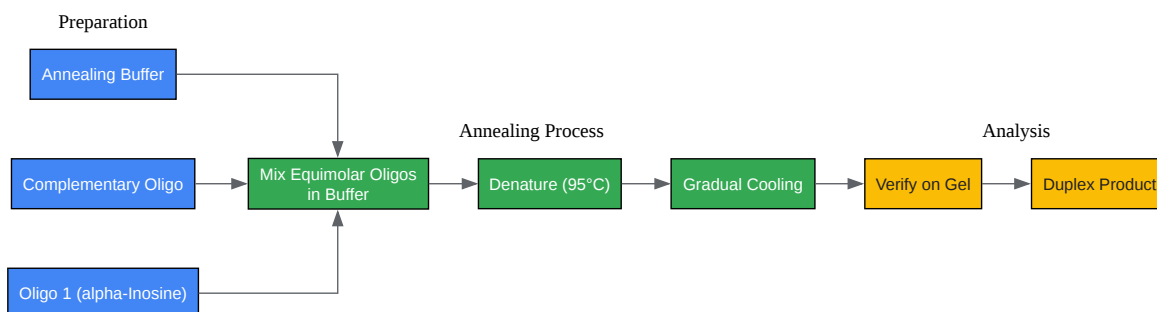 Preparation
Annealing Buffer
Annealing Process
Analysis
Complementary Oligo
Mix Equimolar Oligos
in Buffer
Denature (95°C)
Gradual Cooling
Verify on Gel
Duplex Product
Oligo 1 (alpha-Inosine)